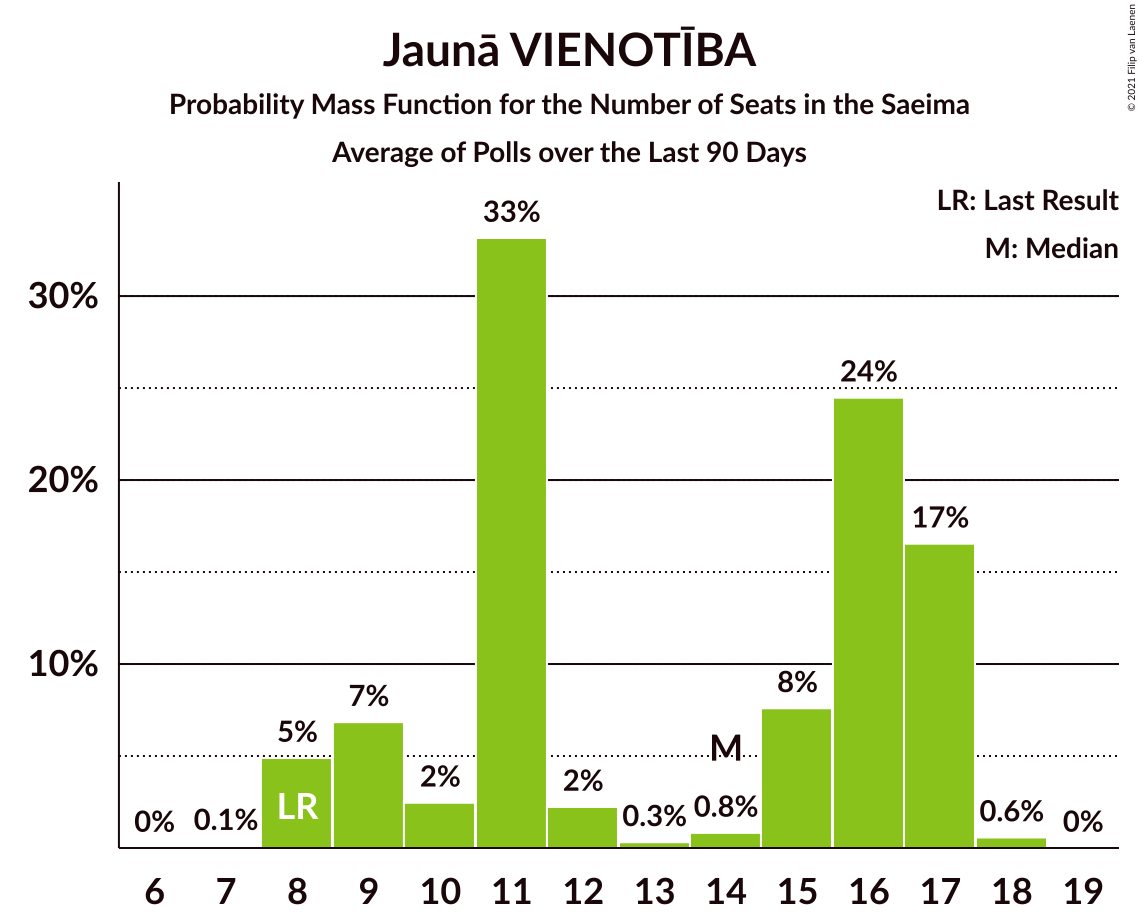 Jaunā VIENOTĪBA
Probability Mass Function for the Number of Seats in the Saeima
Average of Polls over the Last 90 Days
© 2021 Filip van Laenen
LR: Last Result
M: Median
33%
30%
24%
20%
17%
10%
8%
7%
5%
M
2%
2%
0%
0.1%
LR
0.3%
0.8%
0.6%
0%
6 7 8 9 10 11 12 13 14 15 16 17 18 19